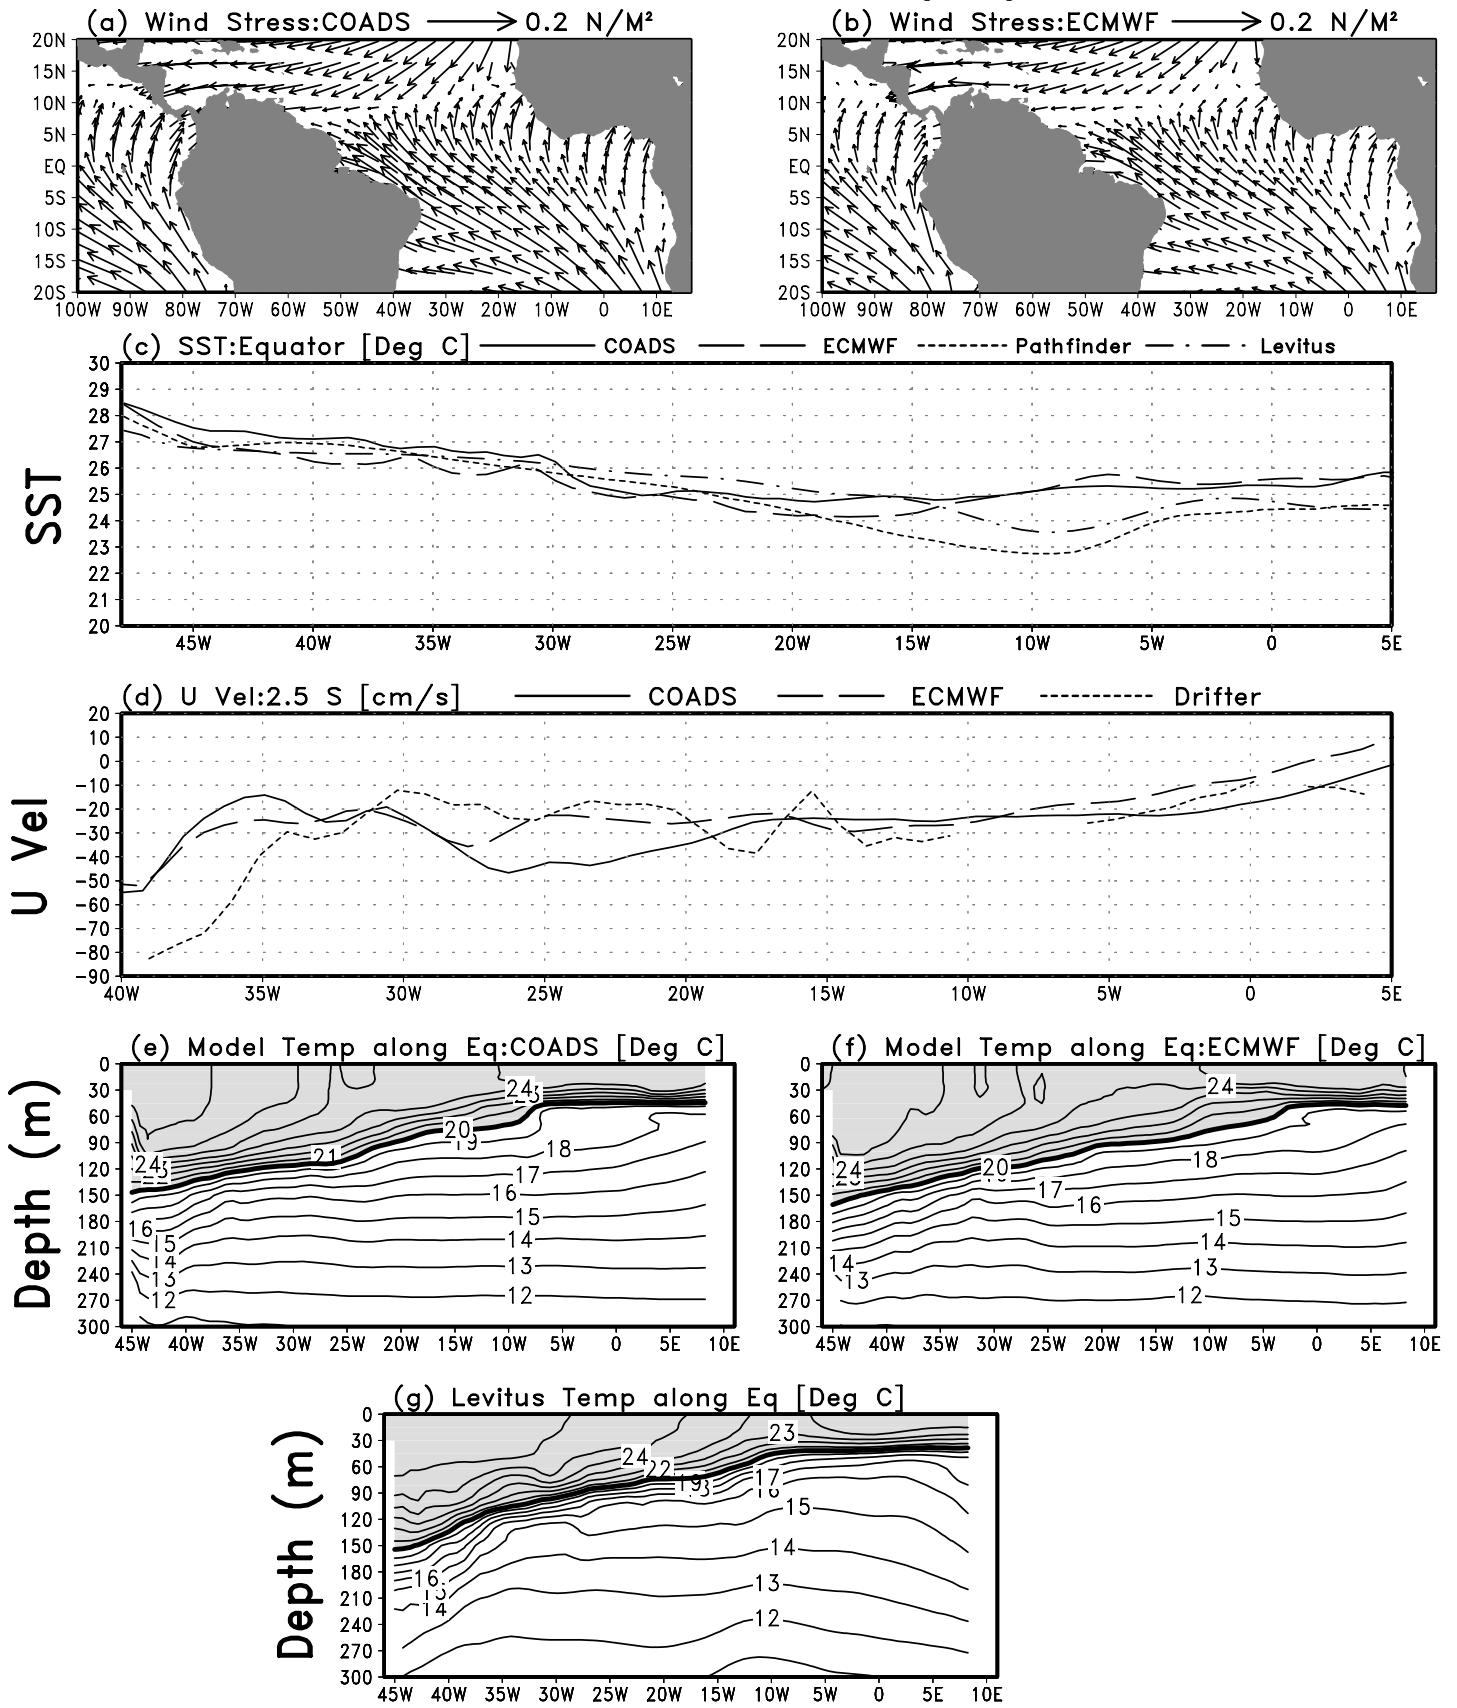 (a) Wind Stress:COADS 0.2 N/M²
(b) Wind Stress:ECMWF 0.2 N/M²
20N 15N 10N 5N EQ 5S 10S 15S 20S
100W 90W 80W 70W 60W 50W 40W 30W 20W 10W 0 10E
20N 15N 10N 5N EQ 5S 10S 15S 20S
100W 90W 80W 70W 60W 50W 40W 30W 20W 10W 0 10E
(c) SST:Equator [Deg C] COADS ECMWF Pathfinder Levitus
SST
30 29 28 27 26 25 24 23 22 21 20
45W 40W 35W 30W 25W 20W 15W 10W 5W 0 5E
(d) U Vel:2.5 S [cm/s] COADS ECMWF Drifter
U Vel
20 10 0 -10 -20 -30 -40 -50 -60 -70 -80 -90
40W 35W 30W 25W 20W 15W 10W 5W 0 5E
(e) Model Temp along Eq:COADS [Deg C]
Depth (m)
0 30 60 90 120 150 180 210 240 270 300
24 20 19 18 24 21 17 16 15 14 13 12 16 15 14 13 12
45W 40W 35W 30W 25W 20W 15W 10W 5W 0 5E 10E
(f) Model Temp along Eq:ECMWF [Deg C]
0 30 60 90 120 150 180 210 240 270 300
24 24 20 19 18 17 16 15 14 13 12 14 13
45W 40W 35W 30W 25W 20W 15W 10W 5W 0 5E 10E
(g) Levitus Temp along Eq [Deg C]
Depth (m)
0 30 60 90 120 150 180 210 240 270 300
23 24 22 19 17 16 15 14 13 12 16 15 14
45W 40W 35W 30W 25W 20W 15W 10W 5W 0 5E 10E